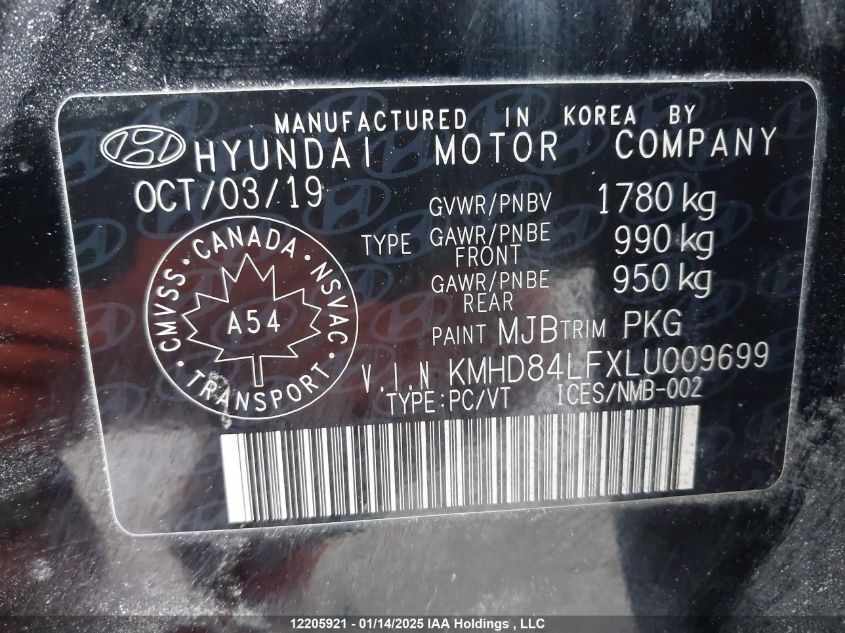 MANUFACTURED IN KOREA BY
HYUNDAI MOTOR COMPANY
OCT/03/19
GVWR/PNBV 1780 kg
TYPE GAWR/PNBE FRONT 990 kg
GAWR/PNBE REAR 950 kg
PAINT MJB TRIM PKG
CANADA
CMVSS NSVAC
A54
TRANSPORT
V.I.N KMHD84LFXLU009699
TYPE:PC/VT ICES/NMB-002
12205921 - 01/14/2025 IAA Holdings , LLC